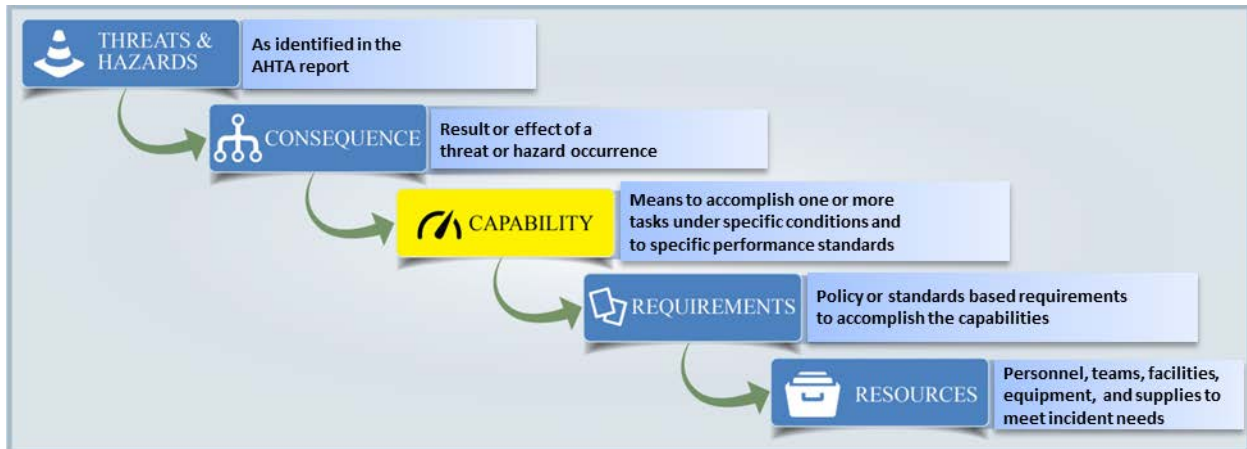 THREATS &
HAZARDS
As identified in the
AHTA report
CONSEQUENCE
Result or effect of a
threat or hazard occurrence
CAPABILITY
Means to accomplish one or more
tasks under specific conditions and
to specific performance standards
REQUIREMENTS
Policy or standards based requirements
to accomplish the capabilities
RESOURCES
Personnel, teams, facilities,
equipment, and supplies to
meet incident needs